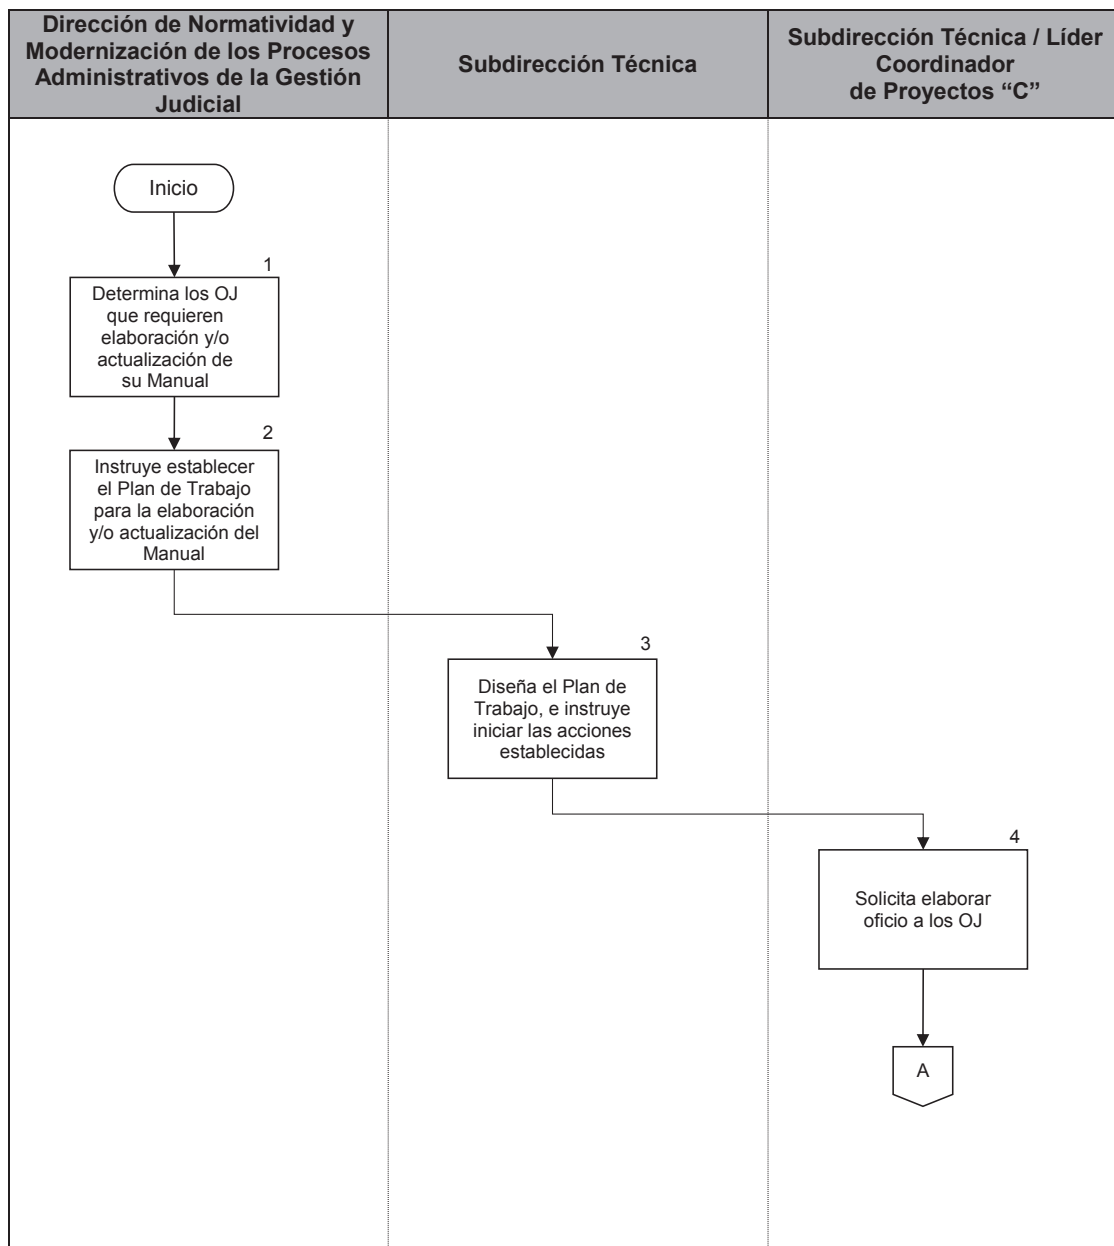 Dirección de Normatividad y
Modernización de los Procesos
Administrativos de la Gestión
Judicial
Subdirección Técnica
Subdirección Técnica / Líder
Coordinador
de Proyectos “C”
Inicio
1
Determina los OJ
que requieren
elaboración y/o
actualización de
su Manual
2
Instruye establecer
el Plan de Trabajo
para la elaboración
y/o actualización del
Manual
3
Diseña el Plan de
Trabajo, e instruye
iniciar las acciones
establecidas
4
Solicita elaborar
oficio a los OJ
A